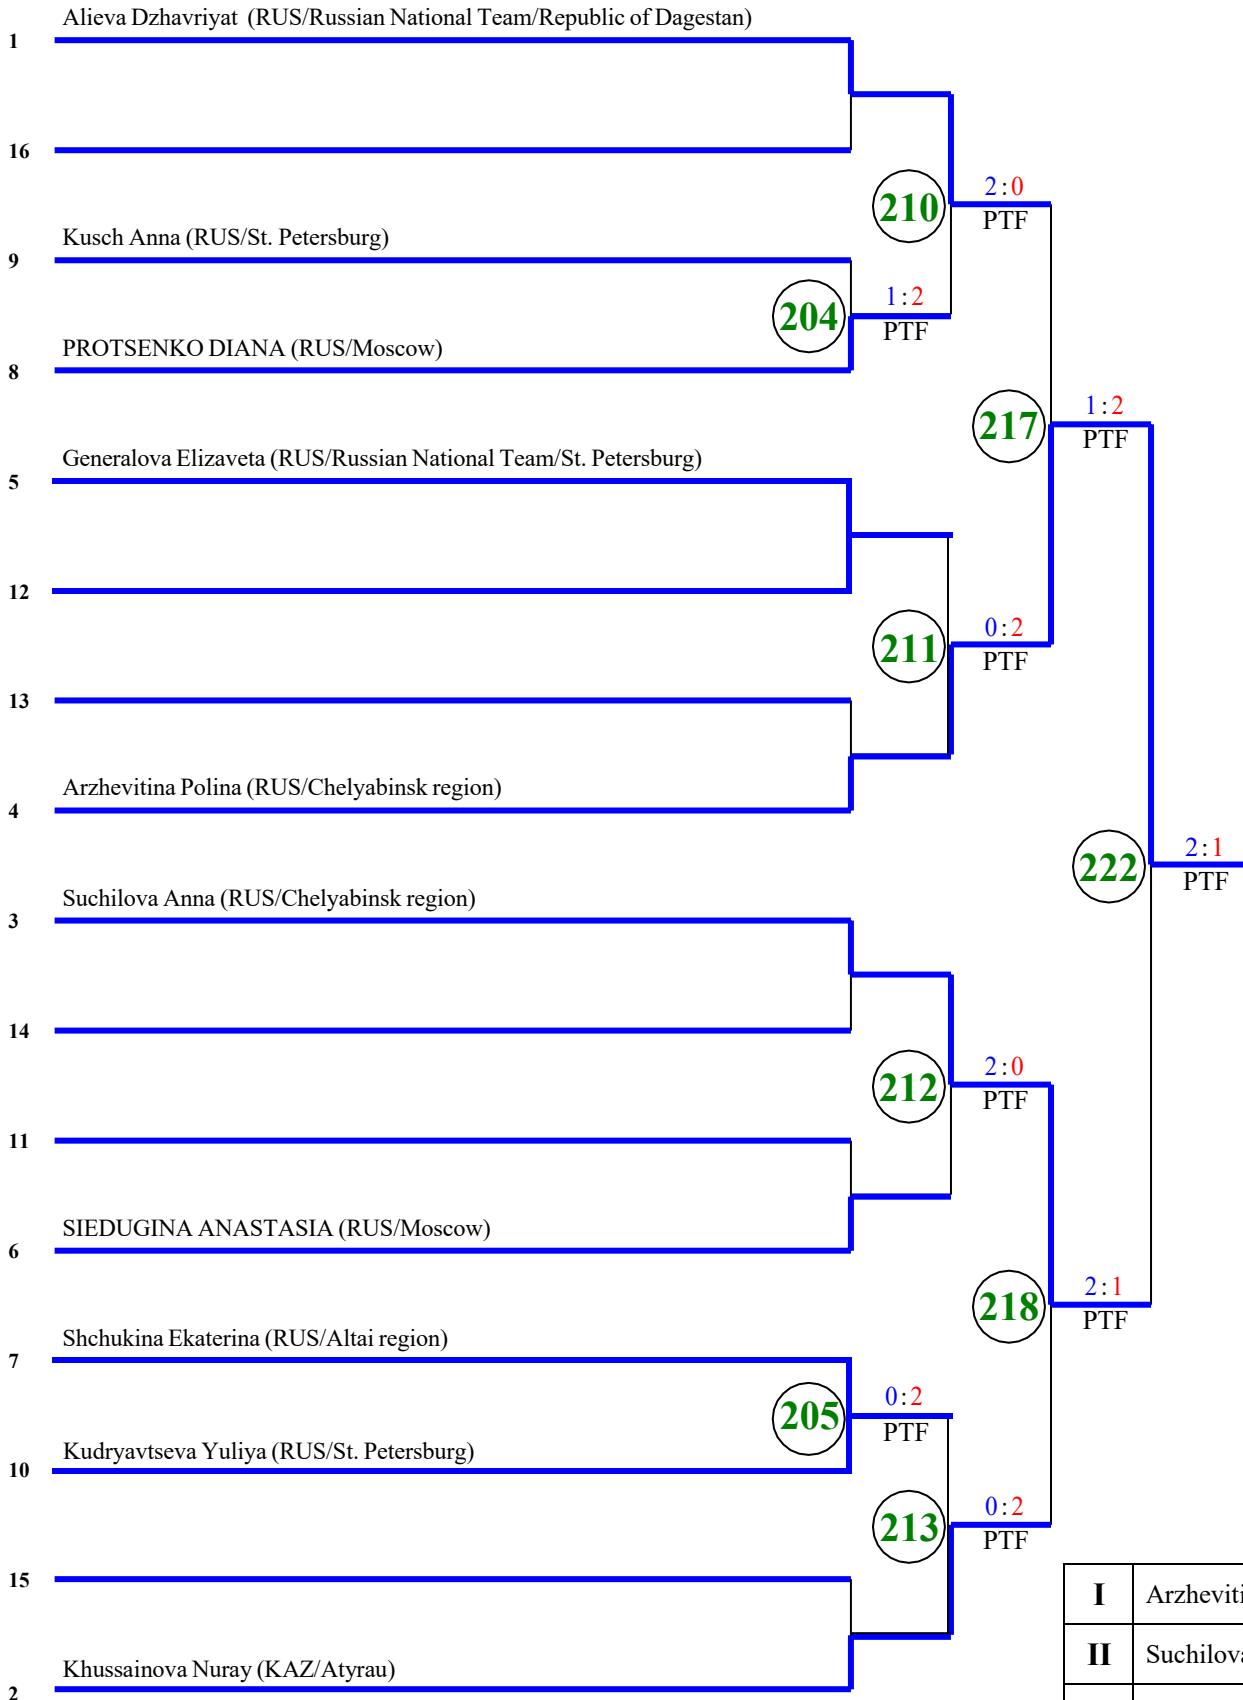 Alieva Dzhavriyat (RUS/Russian National Team/Republic of Dagestan)
1
16
210
2:0
PTF
Kusch Anna (RUS/St. Petersburg)
9
204
1:2
PTF
PROTSENKO DIANA (RUS/Moscow)
8
217
1:2
PTF
Generalova Elizaveta (RUS/Russian National Team/St. Petersburg)
5
12
211
0:2
PTF
13
Arzhevitina Polina (RUS/Chelyabinsk region)
4
222
2:1
PTF
Suchilova Anna (RUS/Chelyabinsk region)
3
14
212
2:0
PTF
11
SIEDUGINA ANASTASIA (RUS/Moscow)
6
218
2:1
PTF
Shchukina Ekaterina (RUS/Altai region)
7
205
0:2
PTF
Kudryavtseva Yuliya (RUS/St. Petersburg)
10
213
0:2
PTF
15
I Arzheviti
II Suchilova
Khussainova Nuray (KAZ/Atyrau)
2